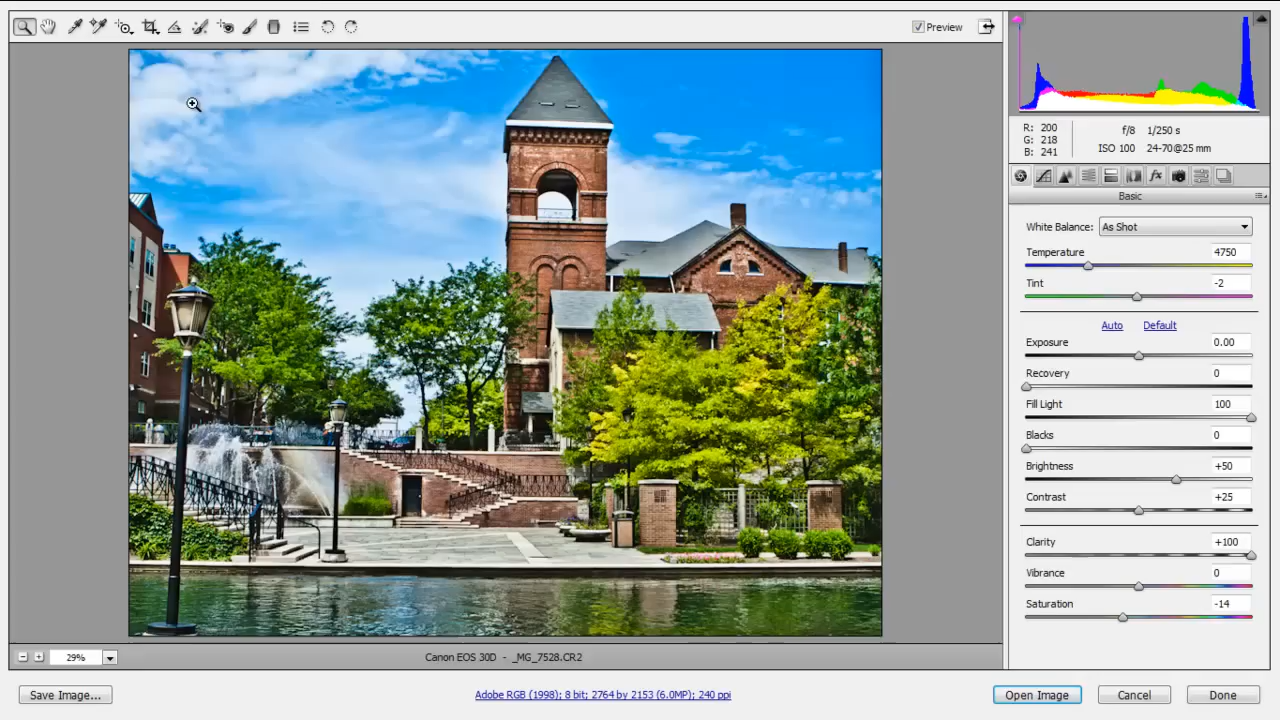 Preview
R: 200
G: 218
B: 241
f/8 1/250 s
ISO 100 24-70@25 mm
fx
Basic
White Balance: As Shot
Temperature 4750
Tint -2
Auto Default
Exposure 0.00
Recovery 0
Fill Light 100
Blacks 0
Brightness +50
Contrast +25
Clarity +100
Vibrance 0
Saturation -14
29%
Canon EOS 30D - _MG_7528.CR2
Save Image...
Adobe RGB (1998); 8 bit; 2764 by 2153 (6.0MP); 240 ppi
Open Image
Cancel
Done